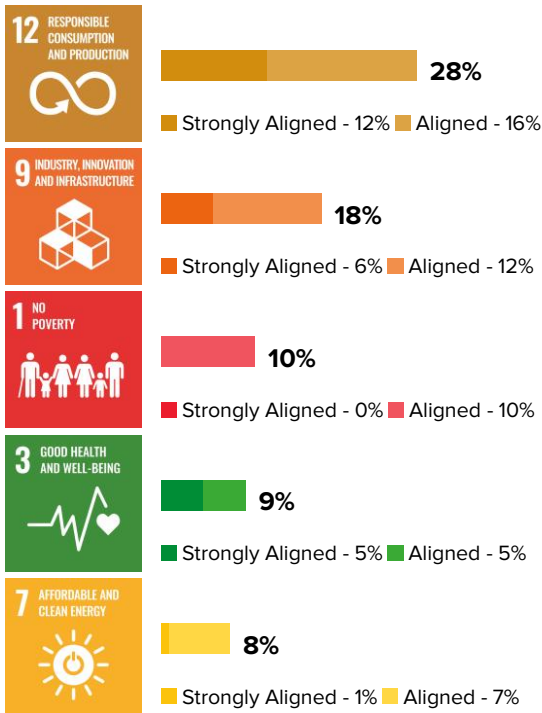 12 RESPONSIBLE
CONSUMPTION
AND PRODUCTION
28%
Strongly Aligned - 12% Aligned - 16%
9 INDUSTRY, INNOVATION
AND INFRASTRUCTURE
18%
Strongly Aligned - 6% Aligned - 12%
1 NO
POVERTY
10%
Strongly Aligned - 0% Aligned - 10%
3 GOOD HEALTH
AND WELL-BEING
9%
Strongly Aligned - 5% Aligned - 5%
7 AFFORDABLE AND
CLEAN ENERGY
8%
Strongly Aligned - 1% Aligned - 7%